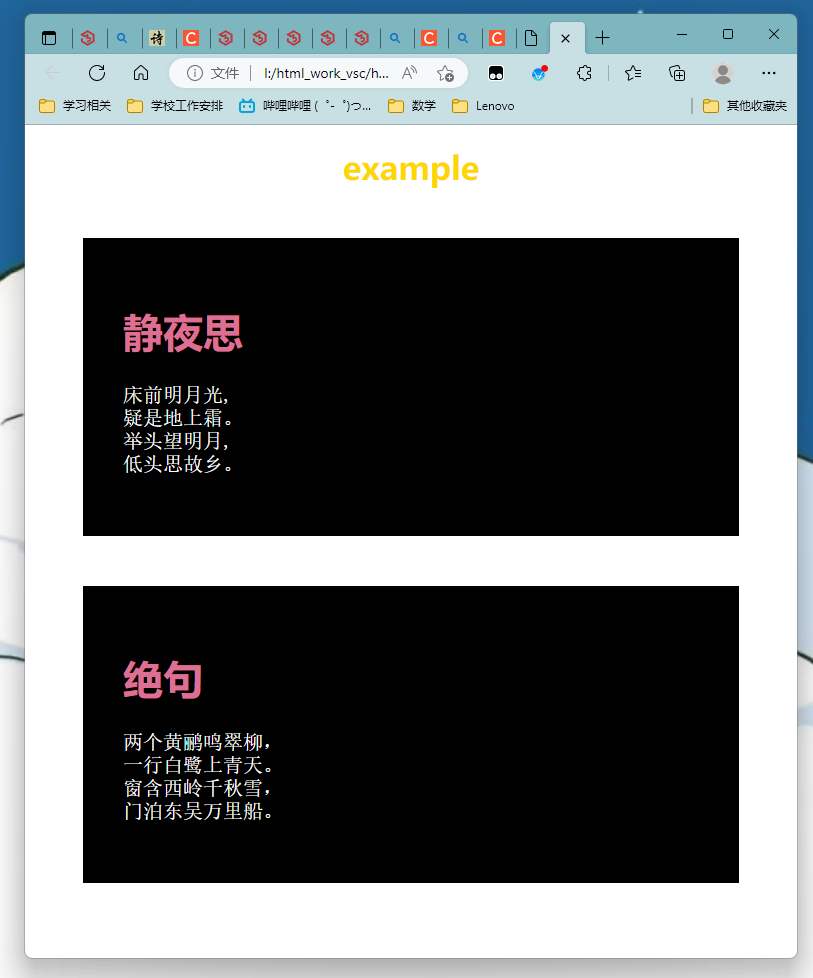 诗
文件
l:/html_work_vsc/h...
学习相关
学校工作安排
哔哩哔哩 ( ゜- ゜)つ...
数学
Lenovo
其他收藏夹
example
静夜思
床前明月光,
疑是地上霜。
举头望明月,
低头思故乡。
绝句
两个黄鹂鸣翠柳,
一行白鹭上青天。
窗含西岭千秋雪,
门泊东吴万里船。